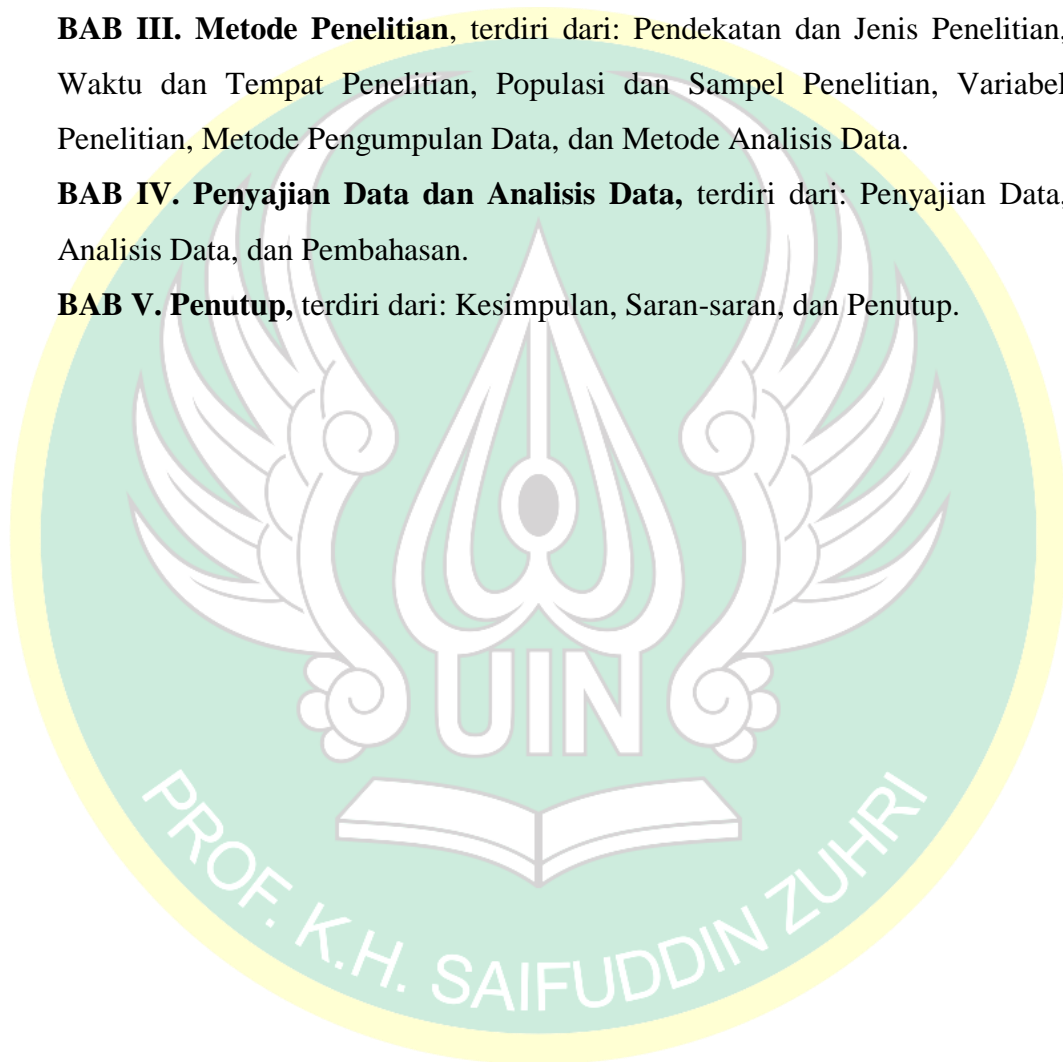 BAB III. Metode Penelitian, terdiri dari: Pendekatan dan Jenis Penelitian,
Waktu dan Tempat Penelitian, Populasi dan Sampel Penelitian, Variabel
Penelitian, Metode Pengumpulan Data, dan Metode Analisis Data.
BAB IV. Penyajian Data dan Analisis Data, terdiri dari: Penyajian Data,
Analisis Data, dan Pembahasan.
BAB V. Penutup, terdiri dari: Kesimpulan, Saran-saran, dan Penutup.
UIN
PROF. K.H. SAIFUDDIN ZUHRI